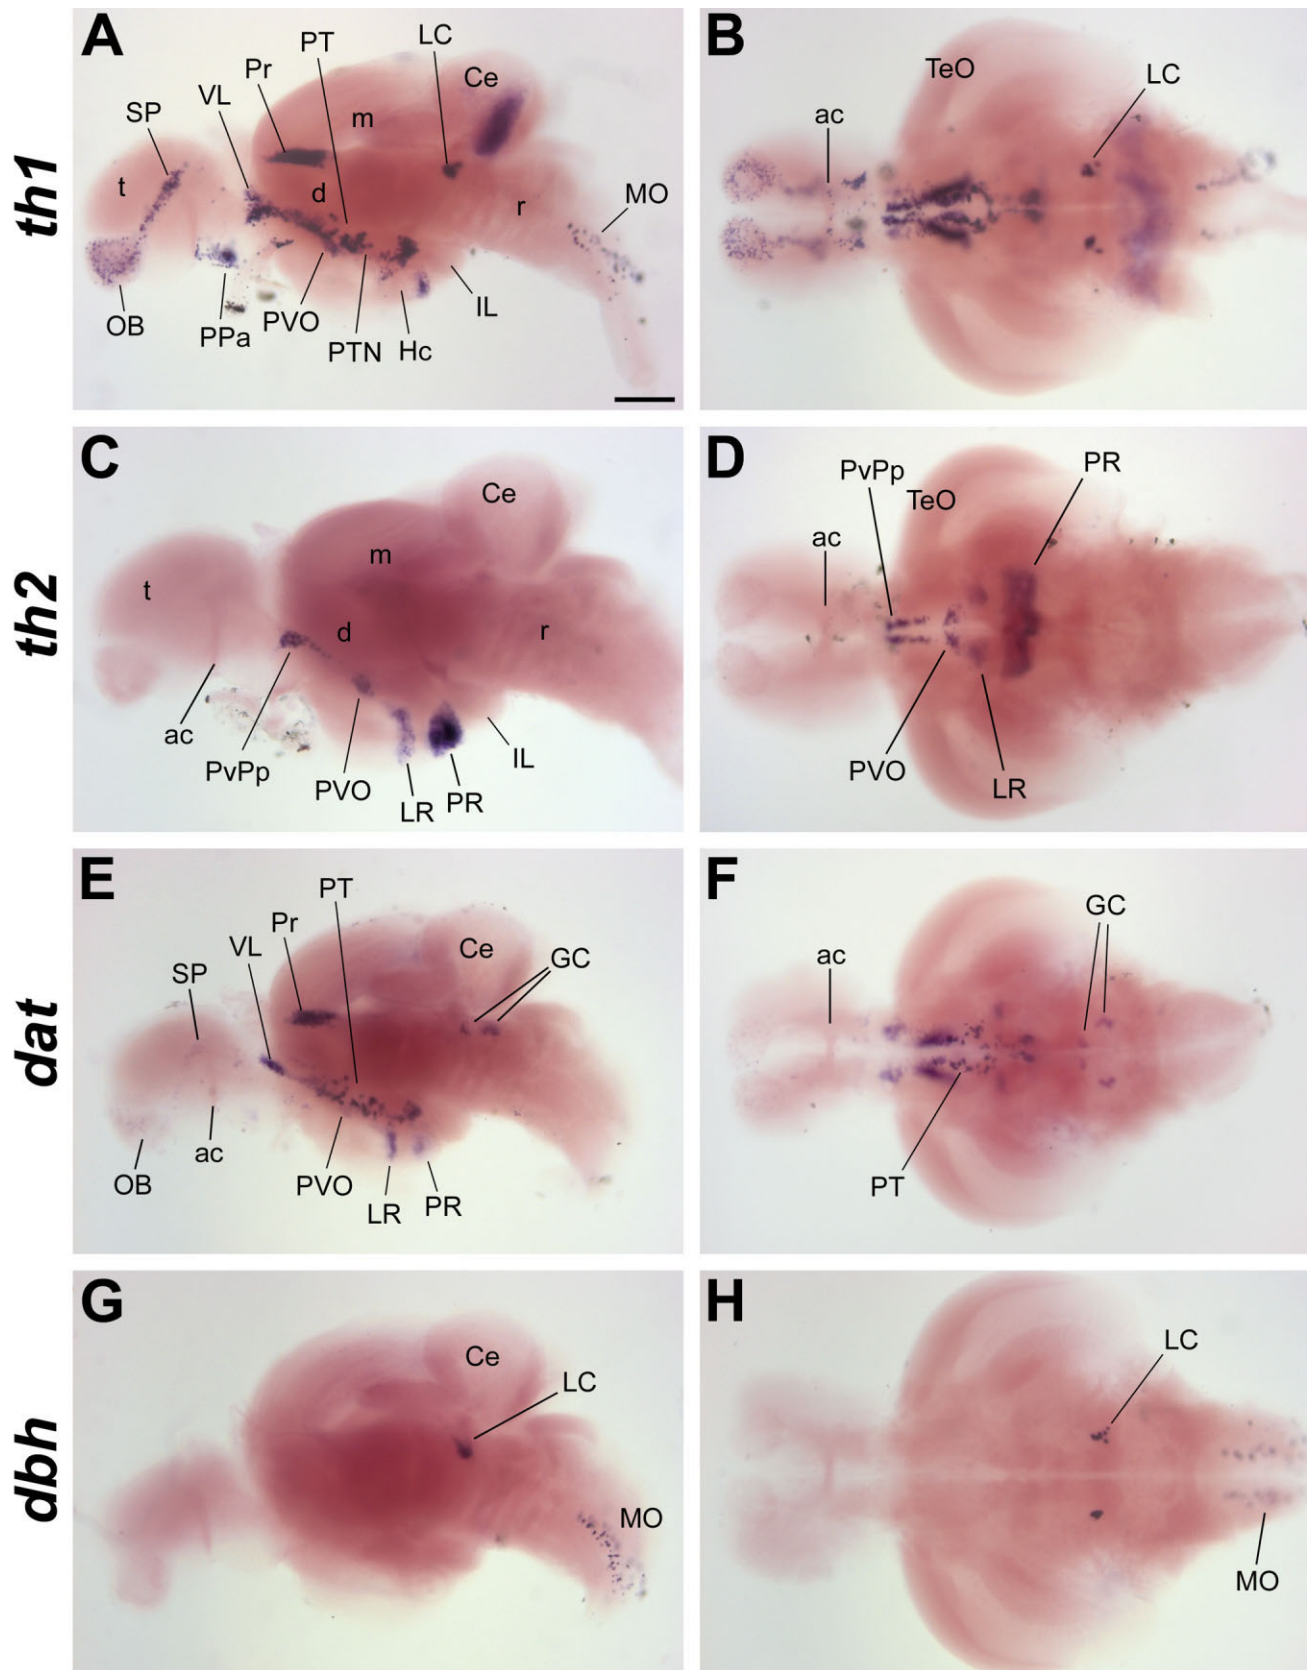 th1
A
SP
VL
Pr
PT
LC
Ce
m
t
d
r
MO
OB
PPa
PVO
PTN
Hc
IL
B
TeO
LC
ac
th2
C
Ce
m
t
d
r
ac
PvPp
PVO
LR
PR
IL
D
PvPp
TeO
PR
ac
PVO
LR
dat
E
SP
VL
Pr
PT
Ce
GC
OB
ac
PVO
LR
PR
F
GC
ac
PT
dbh
G
Ce
LC
MO
H
LC
MO